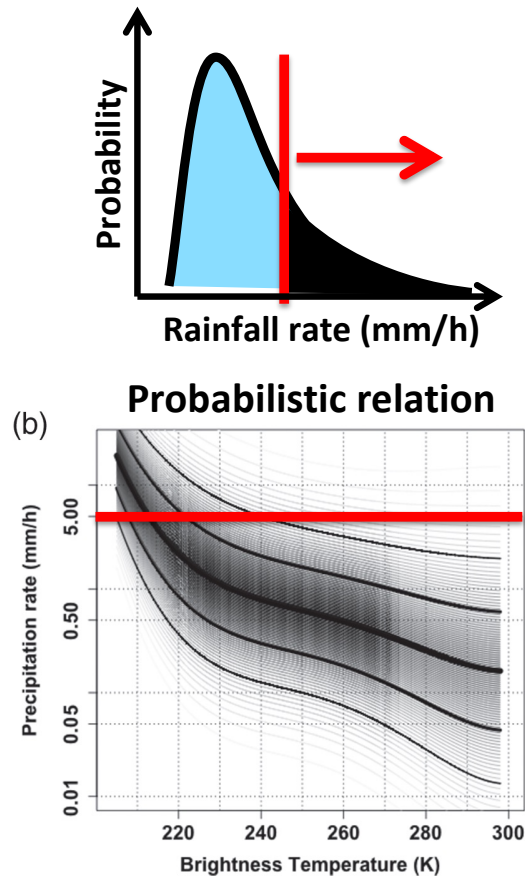 Probability
Rainfall rate (mm/h)
Probabilistic relation
(b)
Precipitation rate (mm/h)
5.00
0.50
0.05
0.01
220
240
260
280
300
Brightness Temperature (K)